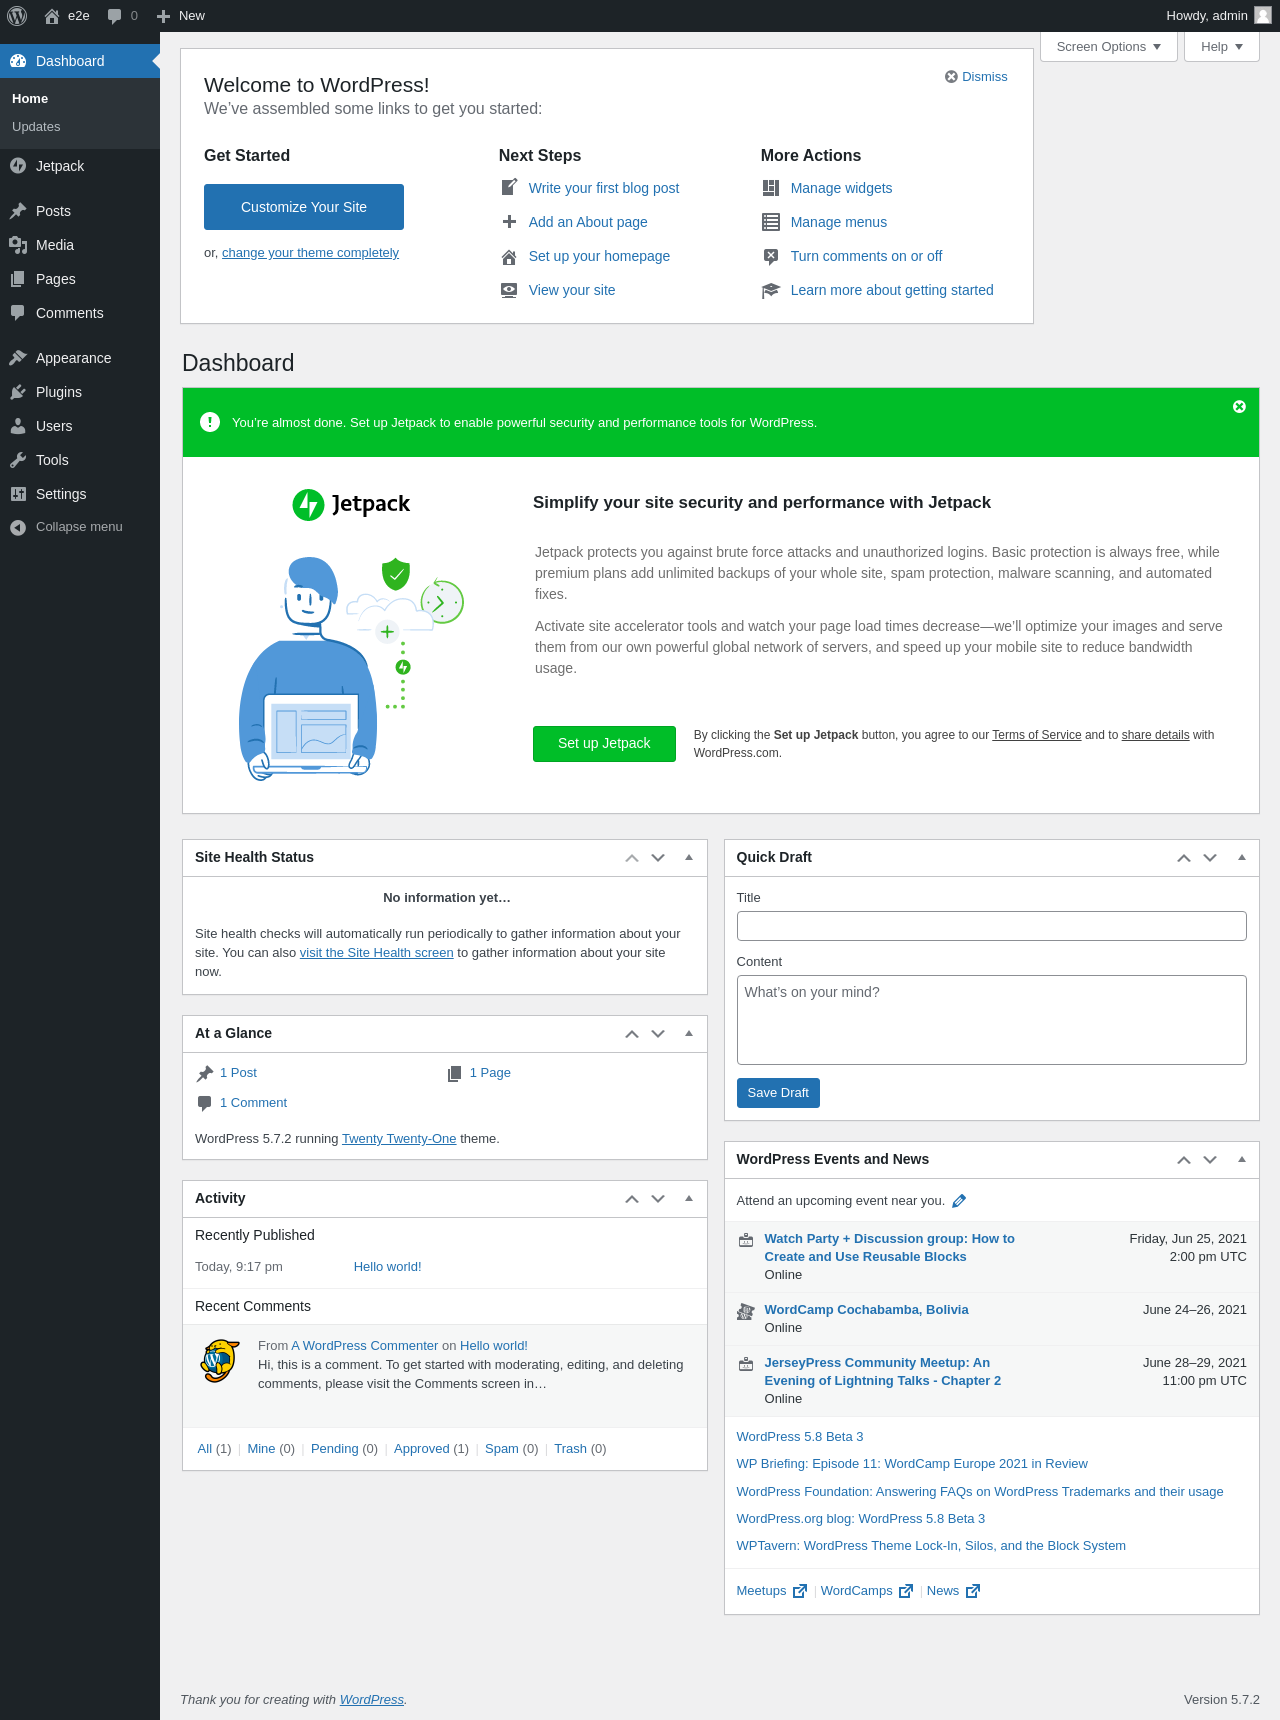 e2e
0
New
Howdy, admin
Dashboard
Home
Updates
Jetpack
Posts
Media
Pages
Comments
Appearance
Plugins
Users
Tools
Settings
Collapse menu
Screen Options
Help
Welcome to WordPress!
We’ve assembled some links to get you started:
Dismiss
Get Started
Customize Your Site
or, change your theme completely
Next Steps
Write your first blog post
Add an About page
Set up your homepage
View your site
More Actions
Manage widgets
Manage menus
Turn comments on or off
Learn more about getting started
Dashboard
You’re almost done. Set up Jetpack to enable powerful security and performance tools for WordPress.
Jetpack
Simplify your site security and performance with Jetpack
Jetpack protects you against brute force attacks and unauthorized logins. Basic protection is always free, while
premium plans add unlimited backups of your whole site, spam protection, malware scanning, and automated
fixes.
Activate site accelerator tools and watch your page load times decrease—we’ll optimize your images and serve
them from our own powerful global network of servers, and speed up your mobile site to reduce bandwidth
usage.
Set up Jetpack
By clicking the Set up Jetpack button, you agree to our Terms of Service and to share details with
WordPress.com.
Site Health Status
No information yet…
Site health checks will automatically run periodically to gather information about your
site. You can also visit the Site Health screen to gather information about your site
now.
At a Glance
1 Post
1 Page
1 Comment
WordPress 5.7.2 running Twenty Twenty-One theme.
Activity
Recently Published
Today, 9:17 pm
Hello world!
Recent Comments
From A WordPress Commenter on Hello world!
Hi, this is a comment. To get started with moderating, editing, and deleting
comments, please visit the Comments screen in…
All (1) | Mine (0) | Pending (0) | Approved (1) | Spam (0) | Trash (0)
Quick Draft
Title
Content
What’s on your mind?
Save Draft
WordPress Events and News
Attend an upcoming event near you.
Watch Party + Discussion group: How to
Create and Use Reusable Blocks
Online
Friday, Jun 25, 2021
2:00 pm UTC
WordCamp Cochabamba, Bolivia
Online
June 24–26, 2021
JerseyPress Community Meetup: An
Evening of Lightning Talks - Chapter 2
Online
June 28–29, 2021
11:00 pm UTC
WordPress 5.8 Beta 3
WP Briefing: Episode 11: WordCamp Europe 2021 in Review
WordPress Foundation: Answering FAQs on WordPress Trademarks and their usage
WordPress.org blog: WordPress 5.8 Beta 3
WPTavern: WordPress Theme Lock-In, Silos, and the Block System
Meetups | WordCamps | News
Thank you for creating with WordPress.
Version 5.7.2